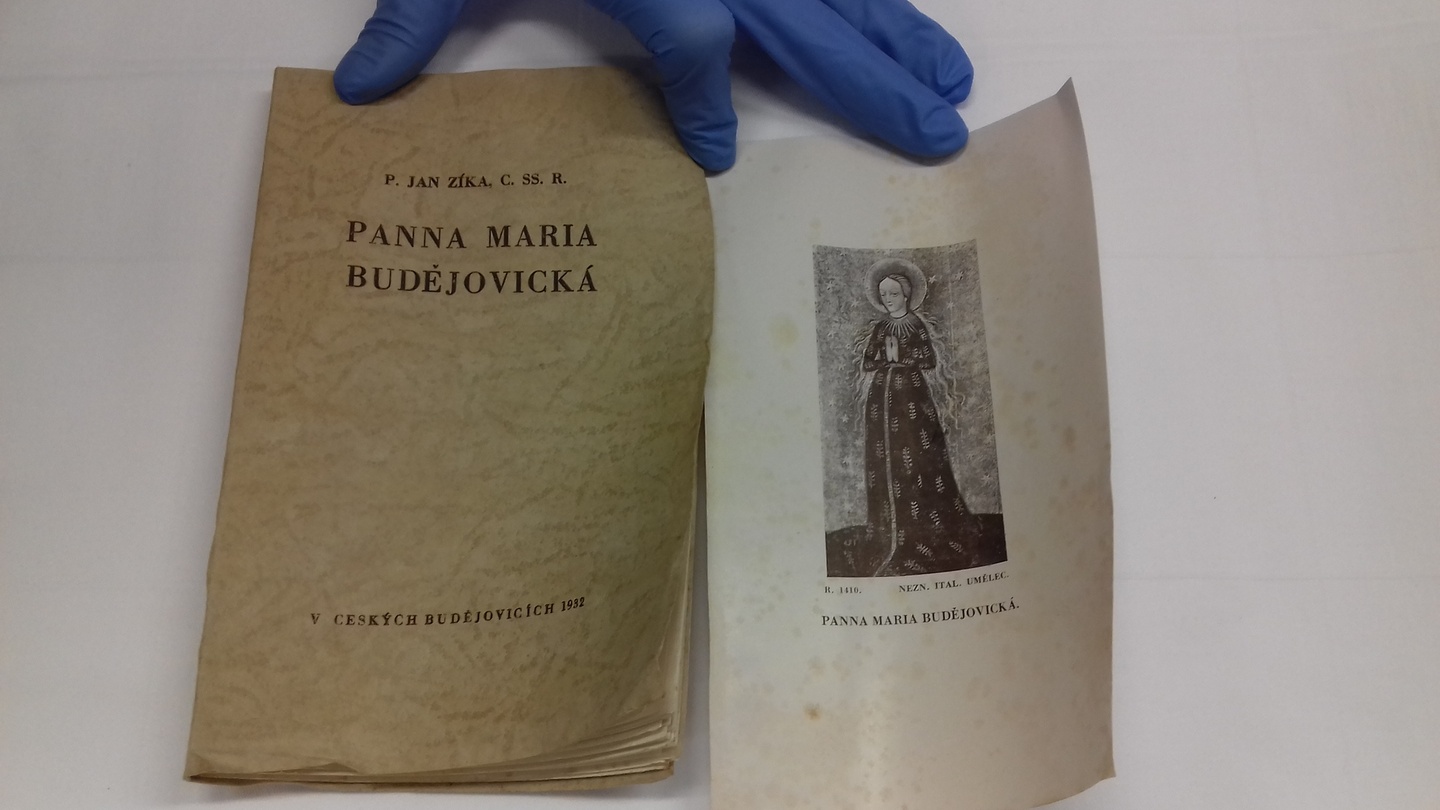 P. JAN ZÍKA, C. SS. R.
PANNA MARIA
BUDĚJOVICKÁ
V ČESKÝCH BUDĚJOVICÍCH 1932
R. 1410. NEZN. ITAL. UMĚLEC.
PANNA MARIA BUDĚJOVICKÁ.